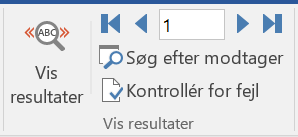 ABC
Vis
resultater
1
Søg efter modtager
Kontrollér for fejl
Vis resultater